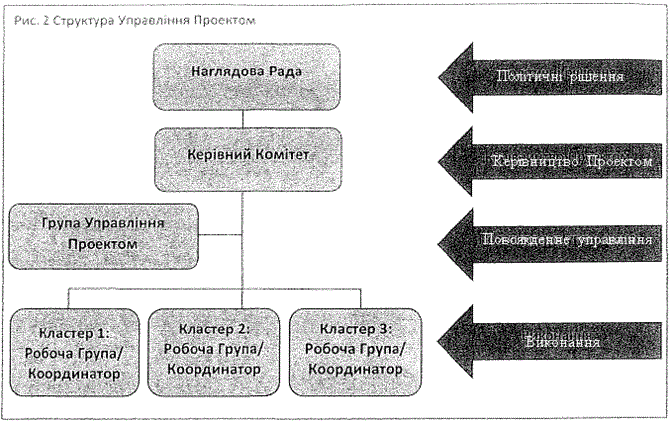 Рис. 2 Структура Управління Проектом
Наглядова Рада
Політичні рішення
Керівний Комітет
Керівництво Проектом
Група Управління
Проектом
Повсякденне управління
Кластер 1:
Робоча Група/
Координатор
Кластер 2:
Робоча Група/
Координатор
Кластер 3:
Робоча Група/
Координатор
Виконання